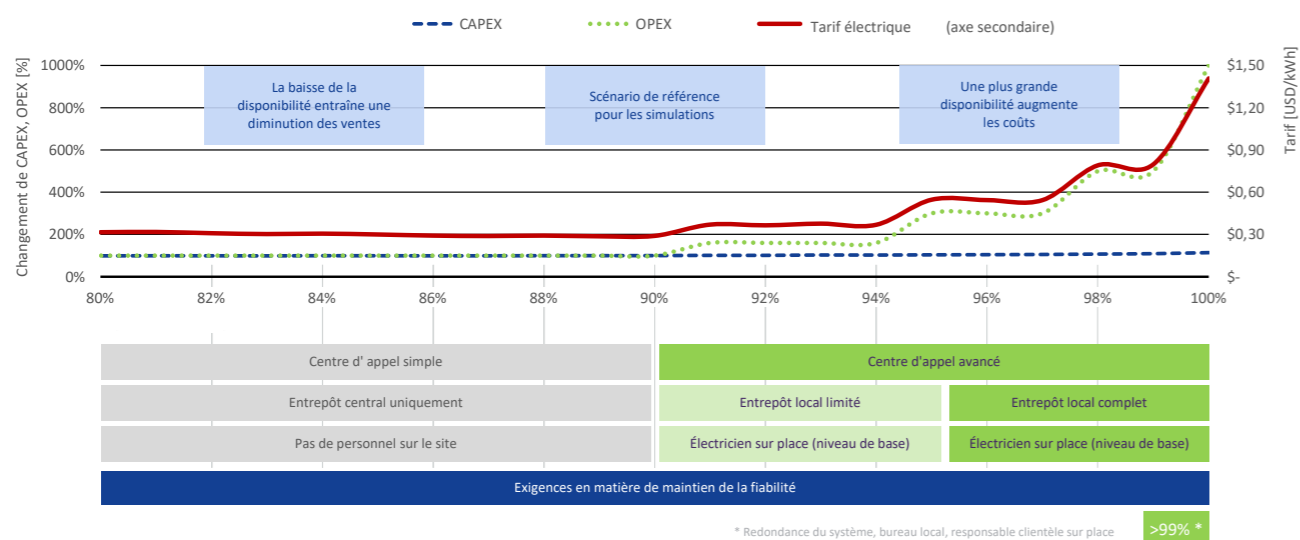 CAPEX OPEX Tarif électrique (axe secondaire)
Changement de CAPEX, OPEX [%]
1000%
800%
600%
400%
200%
0%
La baisse de la
disponibilité entraîne une
diminution des ventes
Scénario de référence
pour les simulations
Une plus grande
disponibilité augmente
les coûts
$1,50
$1,20
$0,90
$0,60
$0,30
$-
Tarif [USD/kWh]
80% 82% 84% 86% 88% 90% 92% 94% 96% 98% 100%
Centre d' appel simple Centre d'appel avancé
Entrepôt central uniquement Entrepôt local limité Entrepôt local complet
Pas de personnel sur le site Électricien sur place (niveau de base) Électricien sur place (niveau de base)
Exigences en matière de maintien de la fiabilité
* Redondance du système, bureau local, responsable clientèle sur place >99% *